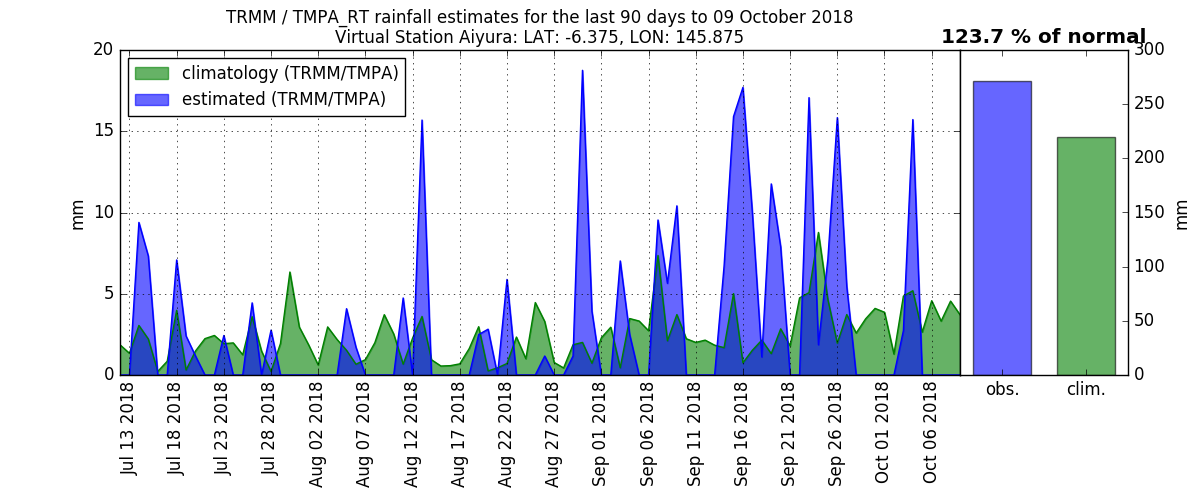 TRMM / TMPA_RT rainfall estimates for the last 90 days to 09 October 2018
Virtual Station Aiyura: LAT: -6.375, LON: 145.875
123.7 % of normal
climatology (TRMM/TMPA)
estimated (TRMM/TMPA)
20
15
10
5
0
mm
300
250
200
150
100
50
0
mm
Jul 13 2018
Jul 18 2018
Jul 23 2018
Jul 28 2018
Aug 02 2018
Aug 07 2018
Aug 12 2018
Aug 17 2018
Aug 22 2018
Aug 27 2018
Sep 01 2018
Sep 06 2018
Sep 11 2018
Sep 16 2018
Sep 21 2018
Sep 26 2018
Oct 01 2018
Oct 06 2018
obs.
clim.